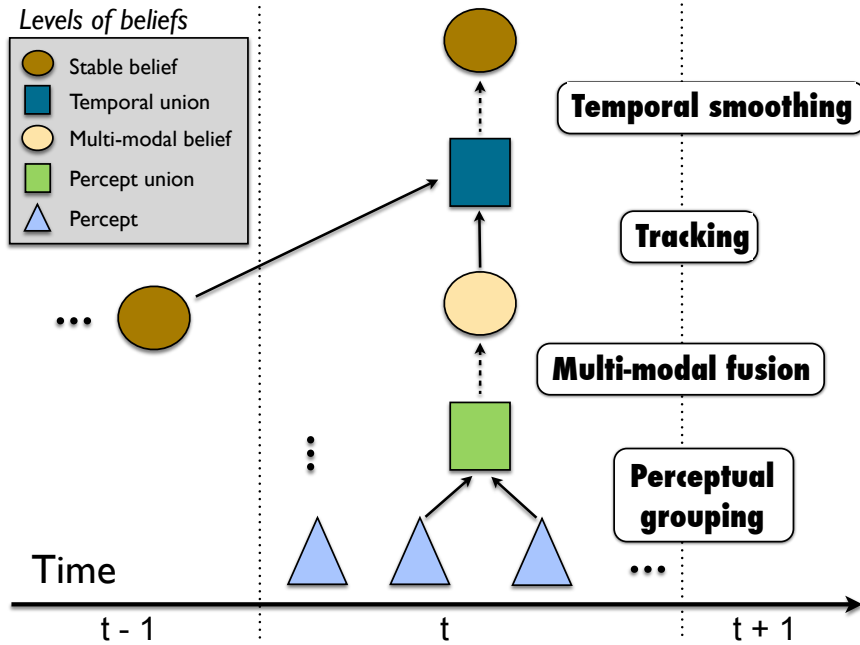 Levels of beliefs
Stable belief
Temporal union
Multi-modal belief
Percept union
Percept
Temporal smoothing
Tracking
...
Multi-modal fusion
Perceptual
grouping
...
Time
t - 1
t
t + 1